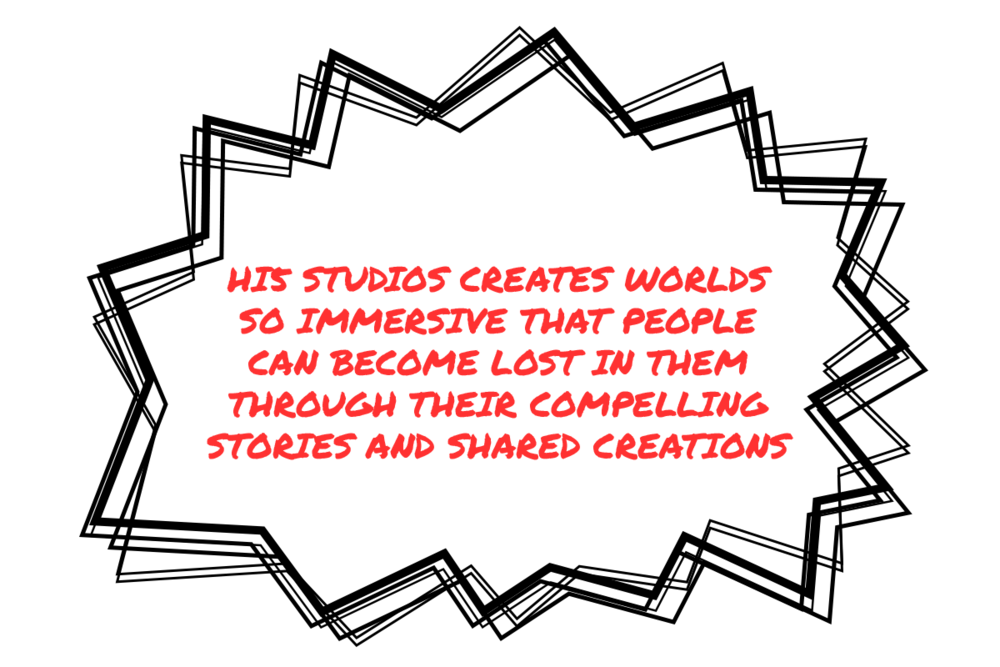 HI5 STUDIOS CREATES WORLDS
SO IMMERSIVE THAT PEOPLE
CAN BECOME LOST IN THEM
THROUGH THEIR COMPELLING
STORIES AND SHARED CREATIONS